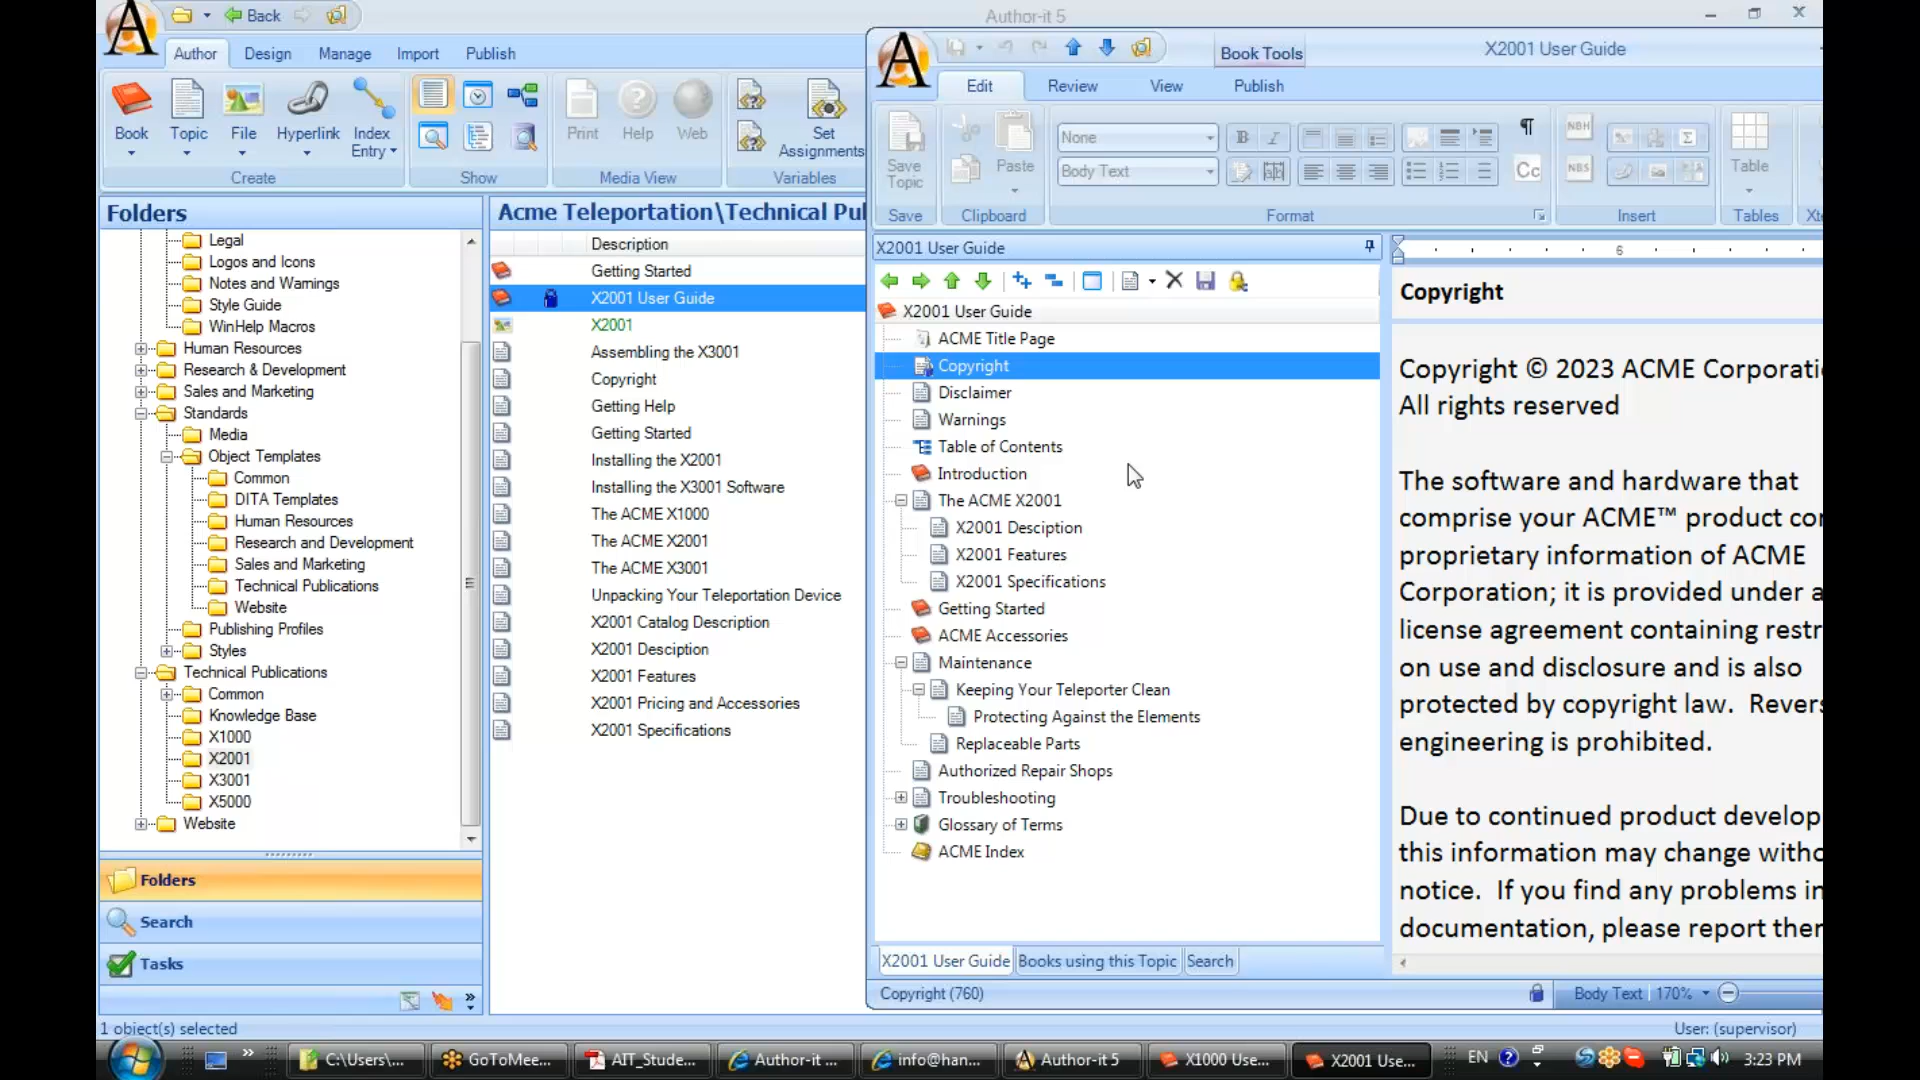 Back
Author-it 5
Author
Design
Manage
Import
Publish
Book
Topic
File
Hyperlink
Index
Entry
Print
Help
Web
Set
Assignments
Create
Show
Media View
Variables
Folders
Legal
Logos and Icons
Notes and Warnings
Style Guide
WinHelp Macros
Human Resources
Research & Development
Sales and Marketing
Standards
Media
Object Templates
Common
DITA Templates
Human Resources
Research and Development
Sales and Marketing
Technical Publications
Website
Publishing Profiles
Styles
Technical Publications
Common
Knowledge Base
X1000
X2001
X3001
X5000
Website
Folders
Search
Tasks
1 object(s) selected
Acme Teleportation\Technical Pul
Description
Getting Started
X2001 User Guide
X2001
Assembling the X3001
Copyright
Getting Help
Getting Started
Installing the X2001
Installing the X3001 Software
The ACME X1000
The ACME X2001
The ACME X3001
Unpacking Your Teleportation Device
X2001 Catalog Description
X2001 Desciption
X2001 Features
X2001 Pricing and Accessories
X2001 Specifications
Book Tools
X2001 User Guide
Edit
Review
View
Publish
Save
Topic
Paste
None
Body Text
B I
¶
Cc
NBH
NBS
Σ
Table
Save
Clipboard
Format
Insert
Tables
Xte
X2001 User Guide
X2001 User Guide
ACME Title Page
Copyright
Disclaimer
Warnings
Table of Contents
Introduction
The ACME X2001
X2001 Desciption
X2001 Features
X2001 Specifications
Getting Started
ACME Accessories
Maintenance
Keeping Your Teleporter Clean
Protecting Against the Elements
Replaceable Parts
Authorized Repair Shops
Troubleshooting
Glossary of Terms
ACME Index
X2001 User Guide
Books using this Topic
Search
Copyright (760)
6
Copyright
Copyright © 2023 ACME Corporati
All rights reserved
The software and hardware that
comprise your ACME™ product cor
proprietary information of ACME
Corporation; it is provided under a
license agreement containing restr
on use and disclosure and is also
protected by copyright law.  Revers
engineering is prohibited.
Due to continued product develop
this information may change witho
notice.  If you find any problems in
documentation, please report ther
Body Text
170%
User: (supervisor)
C:\Users\...
GoToMee...
AIT_Stude...
Author-it ...
info@han...
Author-it 5
X1000 Use...
X2001 Use...
EN
3:23 PM